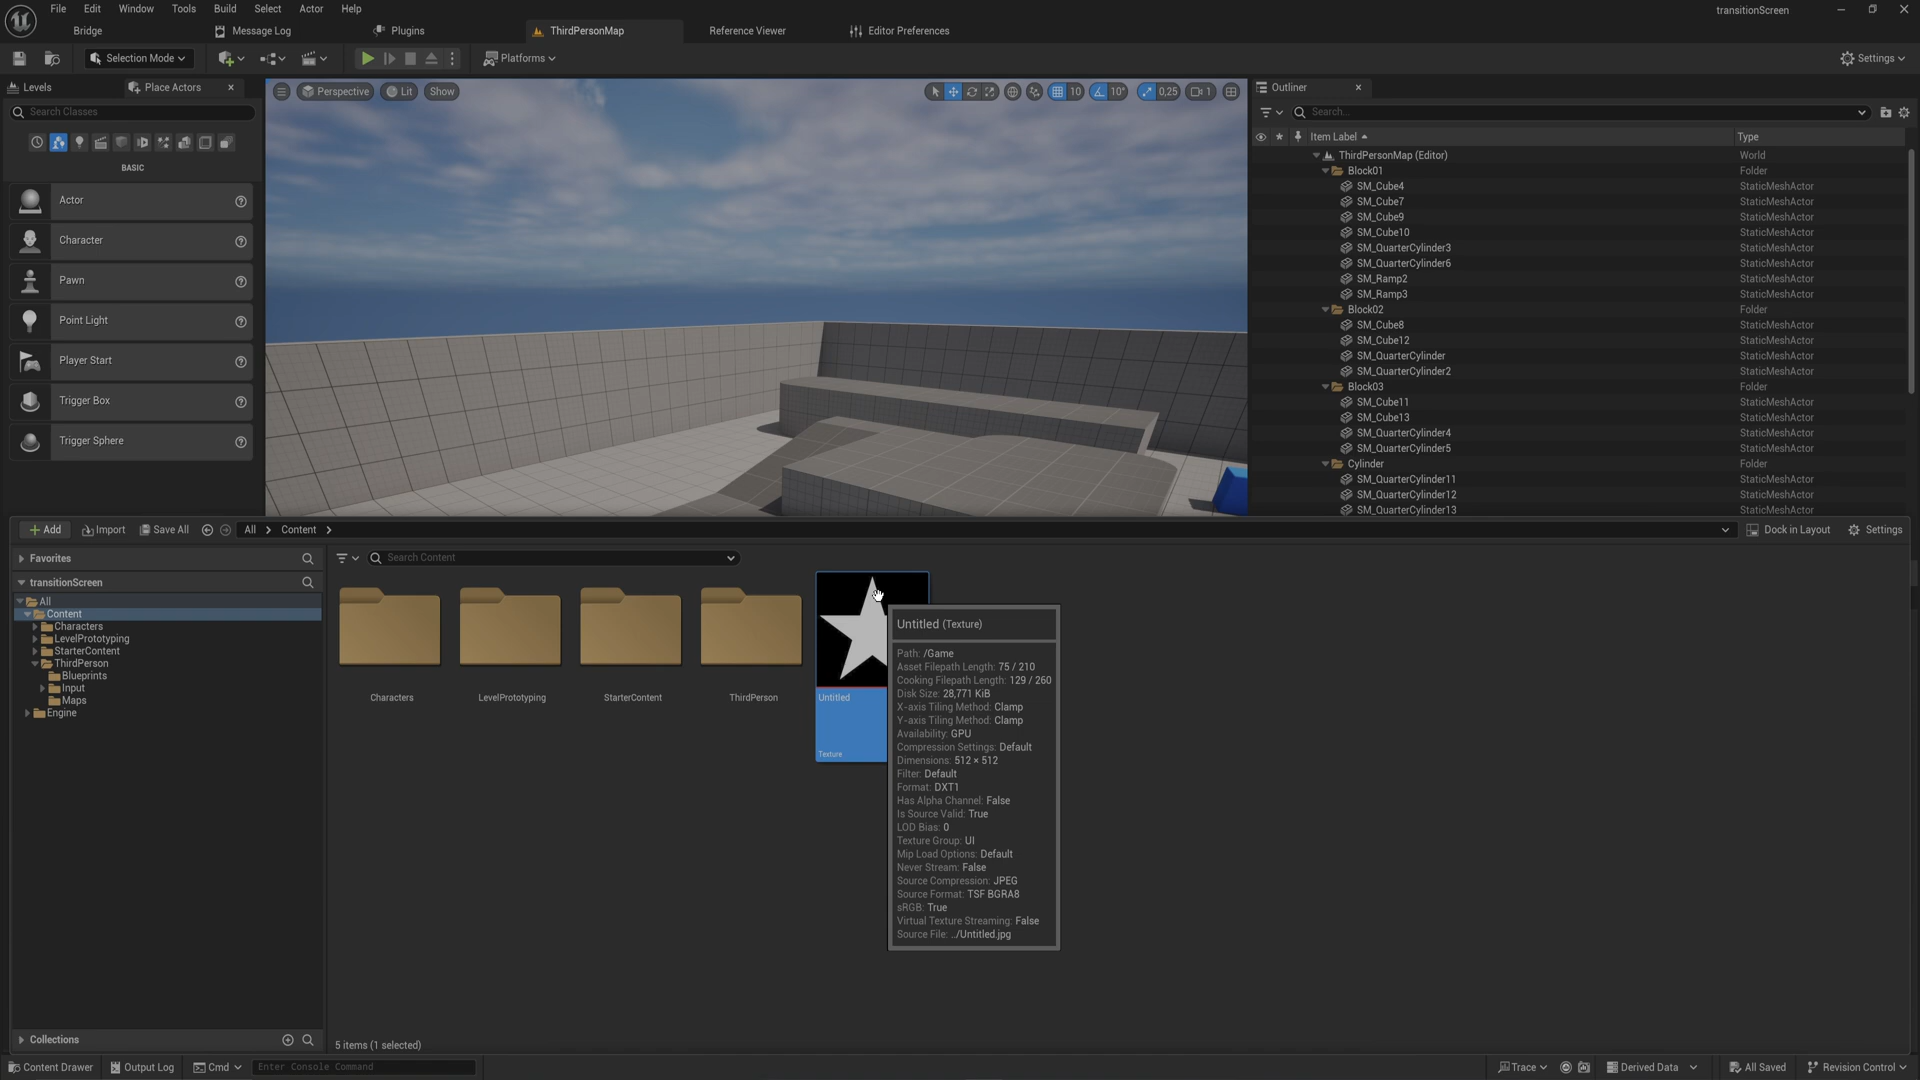 File Edit Window Tools Build Select Actor Help transitionScreen
Bridge Message Log Plugins ThirdPersonMap Reference Viewer Editor Preferences
Selection Mode Platforms Settings
Levels Place Actors
Search Classes
BASIC
Actor
Character
Pawn
Point Light
Player Start
Trigger Box
Trigger Sphere
Perspective Lit Show 10 10° 0,25 1
Outliner
Search...
Item Label Type
ThirdPersonMap (Editor) World
Block01 Folder
SM_Cube4 StaticMeshActor
SM_Cube7 StaticMeshActor
SM_Cube9 StaticMeshActor
SM_Cube10 StaticMeshActor
SM_QuarterCylinder3 StaticMeshActor
SM_QuarterCylinder6 StaticMeshActor
SM_Ramp2 StaticMeshActor
SM_Ramp3 StaticMeshActor
Block02 Folder
SM_Cube8 StaticMeshActor
SM_Cube12 StaticMeshActor
SM_QuarterCylinder StaticMeshActor
SM_QuarterCylinder2 StaticMeshActor
Block03 Folder
SM_Cube11 StaticMeshActor
SM_Cube13 StaticMeshActor
SM_QuarterCylinder4 StaticMeshActor
SM_QuarterCylinder5 StaticMeshActor
Cylinder Folder
SM_QuarterCylinder11 StaticMeshActor
SM_QuarterCylinder12 StaticMeshActor
SM_QuarterCylinder13 StaticMeshActor
Add Import Save All All Content Dock in Layout Settings
Favorites
transitionScreen
All
Content
Characters
LevelPrototyping
StarterContent
ThirdPerson
Blueprints
Input
Maps
Engine
Collections
Search Content
Characters LevelPrototyping StarterContent ThirdPerson Untitled
Texture
Untitled (Texture)
Path: /Game
Asset Filepath Length: 75 / 210
Cooking Filepath Length: 129 / 260
Disk Size: 28,771 KiB
X-axis Tiling Method: Clamp
Y-axis Tiling Method: Clamp
Availability: GPU
Compression Settings: Default
Dimensions: 512 × 512
Filter: Default
Format: DXT1
Has Alpha Channel: False
Is Source Valid: True
LOD Bias: 0
Texture Group: UI
Mip Load Options: Default
Never Stream: False
Source Compression: JPEG
Source Format: TSF BGRA8
sRGB: True
Virtual Texture Streaming: False
Source File: ../Untitled.jpg
5 items (1 selected)
Content Drawer Output Log Cmd Enter Console Command Trace Derived Data All Saved Revision Control